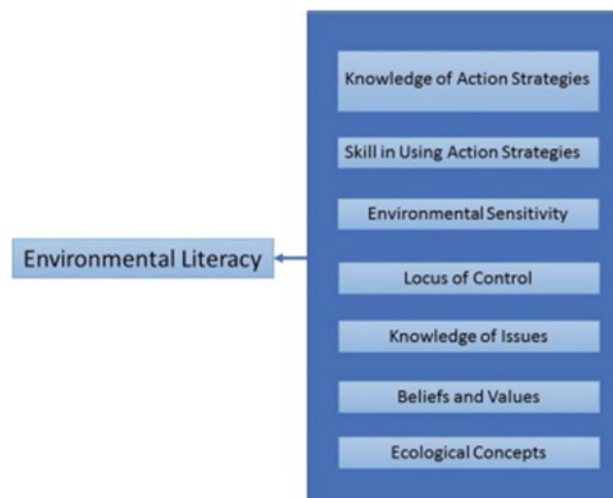 Knowledge of Action Strategies
Skill in Using Action Strategies
Environmental Sensitivity
Environmental Literacy
Locus of Control
Knowledge of Issues
Beliefs and Values
Ecological Concepts